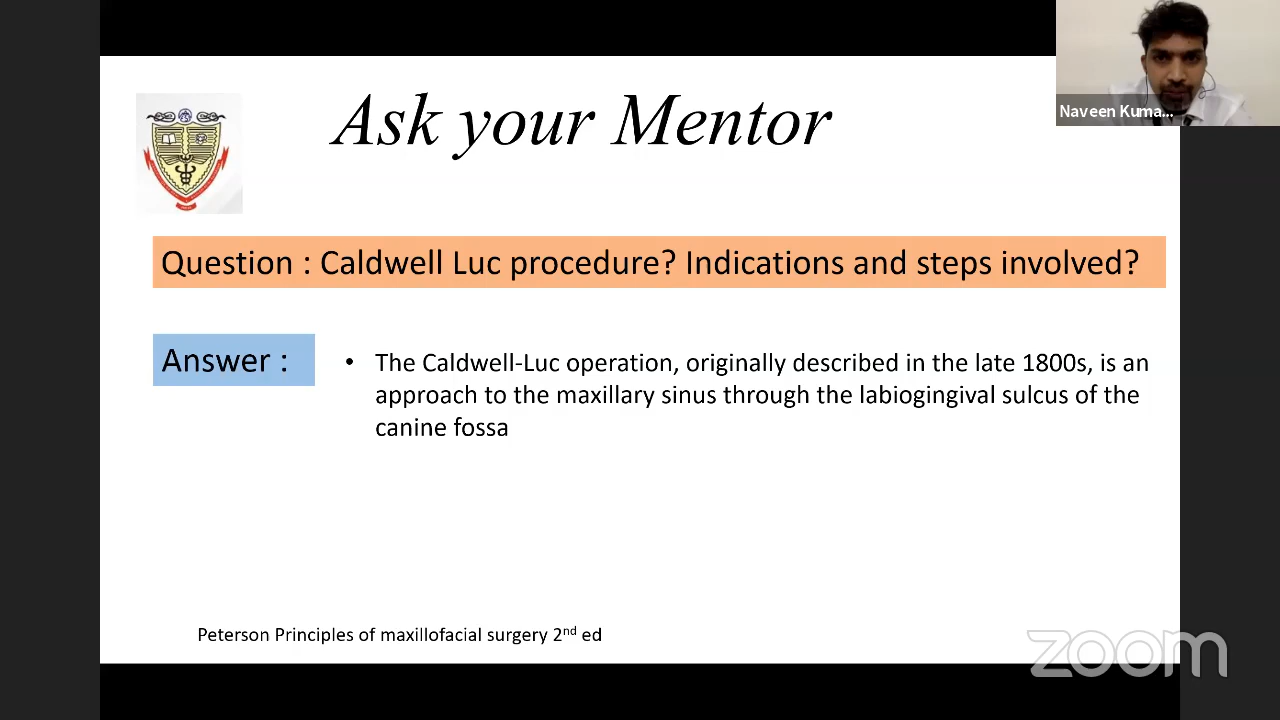 Ask your Mentor
Naveen Kuma...
Question : Caldwell Luc procedure? Indications and steps involved?
Answer :
• The Caldwell-Luc operation, originally described in the late 1800s, is an
approach to the maxillary sinus through the labiogingival sulcus of the
canine fossa
Peterson Principles of maxillofacial surgery 2nd ed
zoom